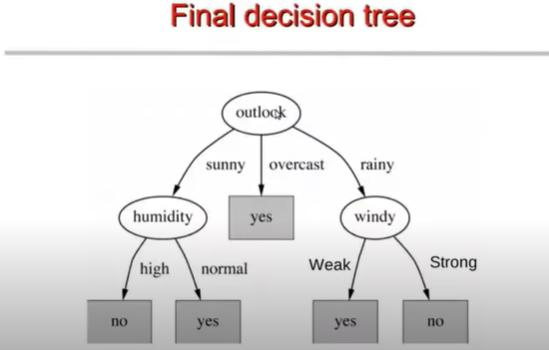 Final decision tree
outlook
sunny overcast rainy
humidity yes windy
high normal Weak Strong
no yes yes no